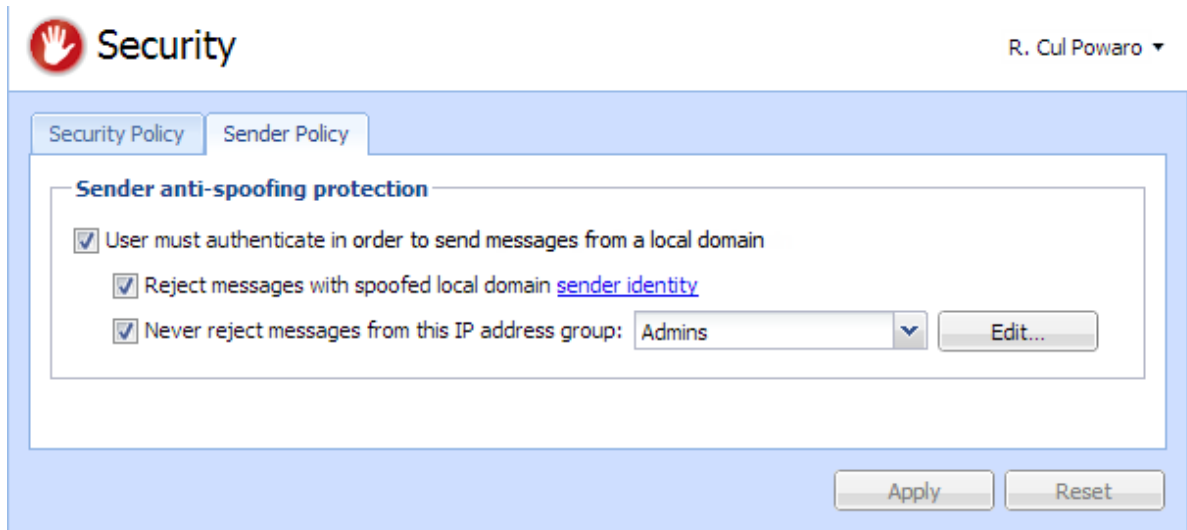 Security
R. Cul Powaro
Security Policy
Sender Policy
Sender anti-spoofing protection
User must authenticate in order to send messages from a local domain
Reject messages with spoofed local domain sender identity
Never reject messages from this IP address group: Admins Edit...
Apply
Reset